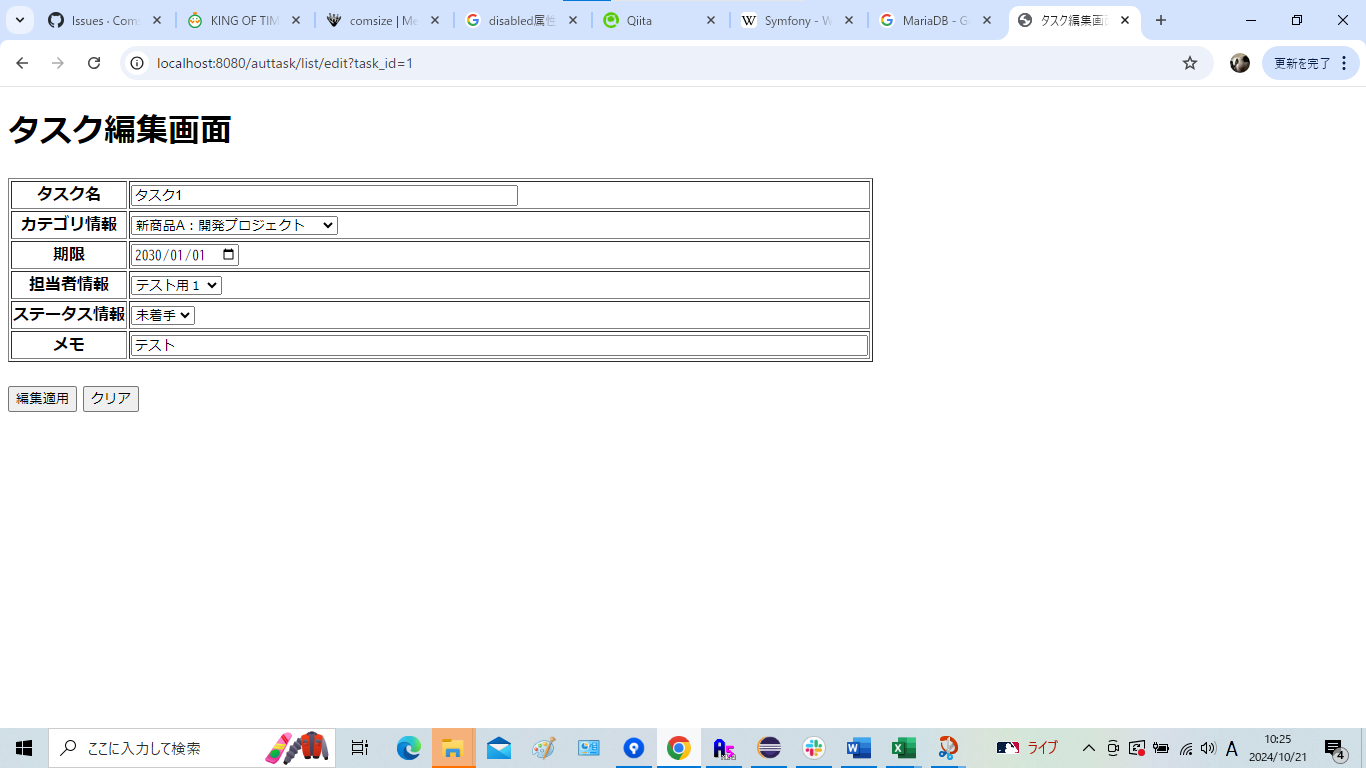 Issues · Com
KING OF TIM
comsize | Me
disabled属性
Qiita
Symfony - W
MariaDB - G
タスク編集画面
localhost:8080/auttask/list/edit?task_id=1
更新を完了
タスク編集画面
タスク名 タスク1
カテゴリ情報 新商品A：開発プロジェクト
期限 2030/01/01
担当者情報 テスト用１
ステータス情報 未着手
メモ テスト
編集適用 クリア
ここに入力して検索
ライブ
A
10:25
2024/10/21
4